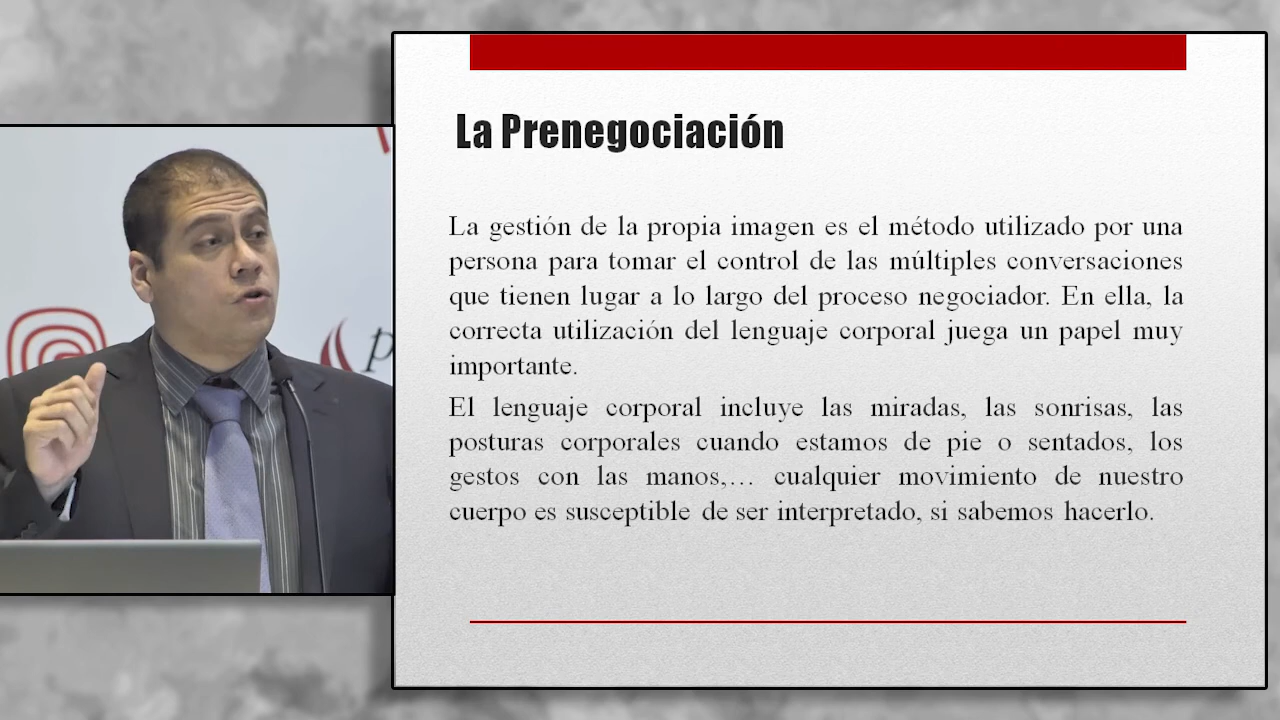 La Prenegociación
La gestión de la propia imagen es el método utilizado por una
persona para tomar el control de las múltiples conversaciones
que tienen lugar a lo largo del proceso negociador. En ella, la
correcta utilización del lenguaje corporal juega un papel muy
importante.
El lenguaje corporal incluye las miradas, las sonrisas, las
posturas corporales cuando estamos de pie o sentados, los
gestos con las manos,… cualquier movimiento de nuestro
cuerpo es susceptible de ser interpretado, si sabemos hacerlo.